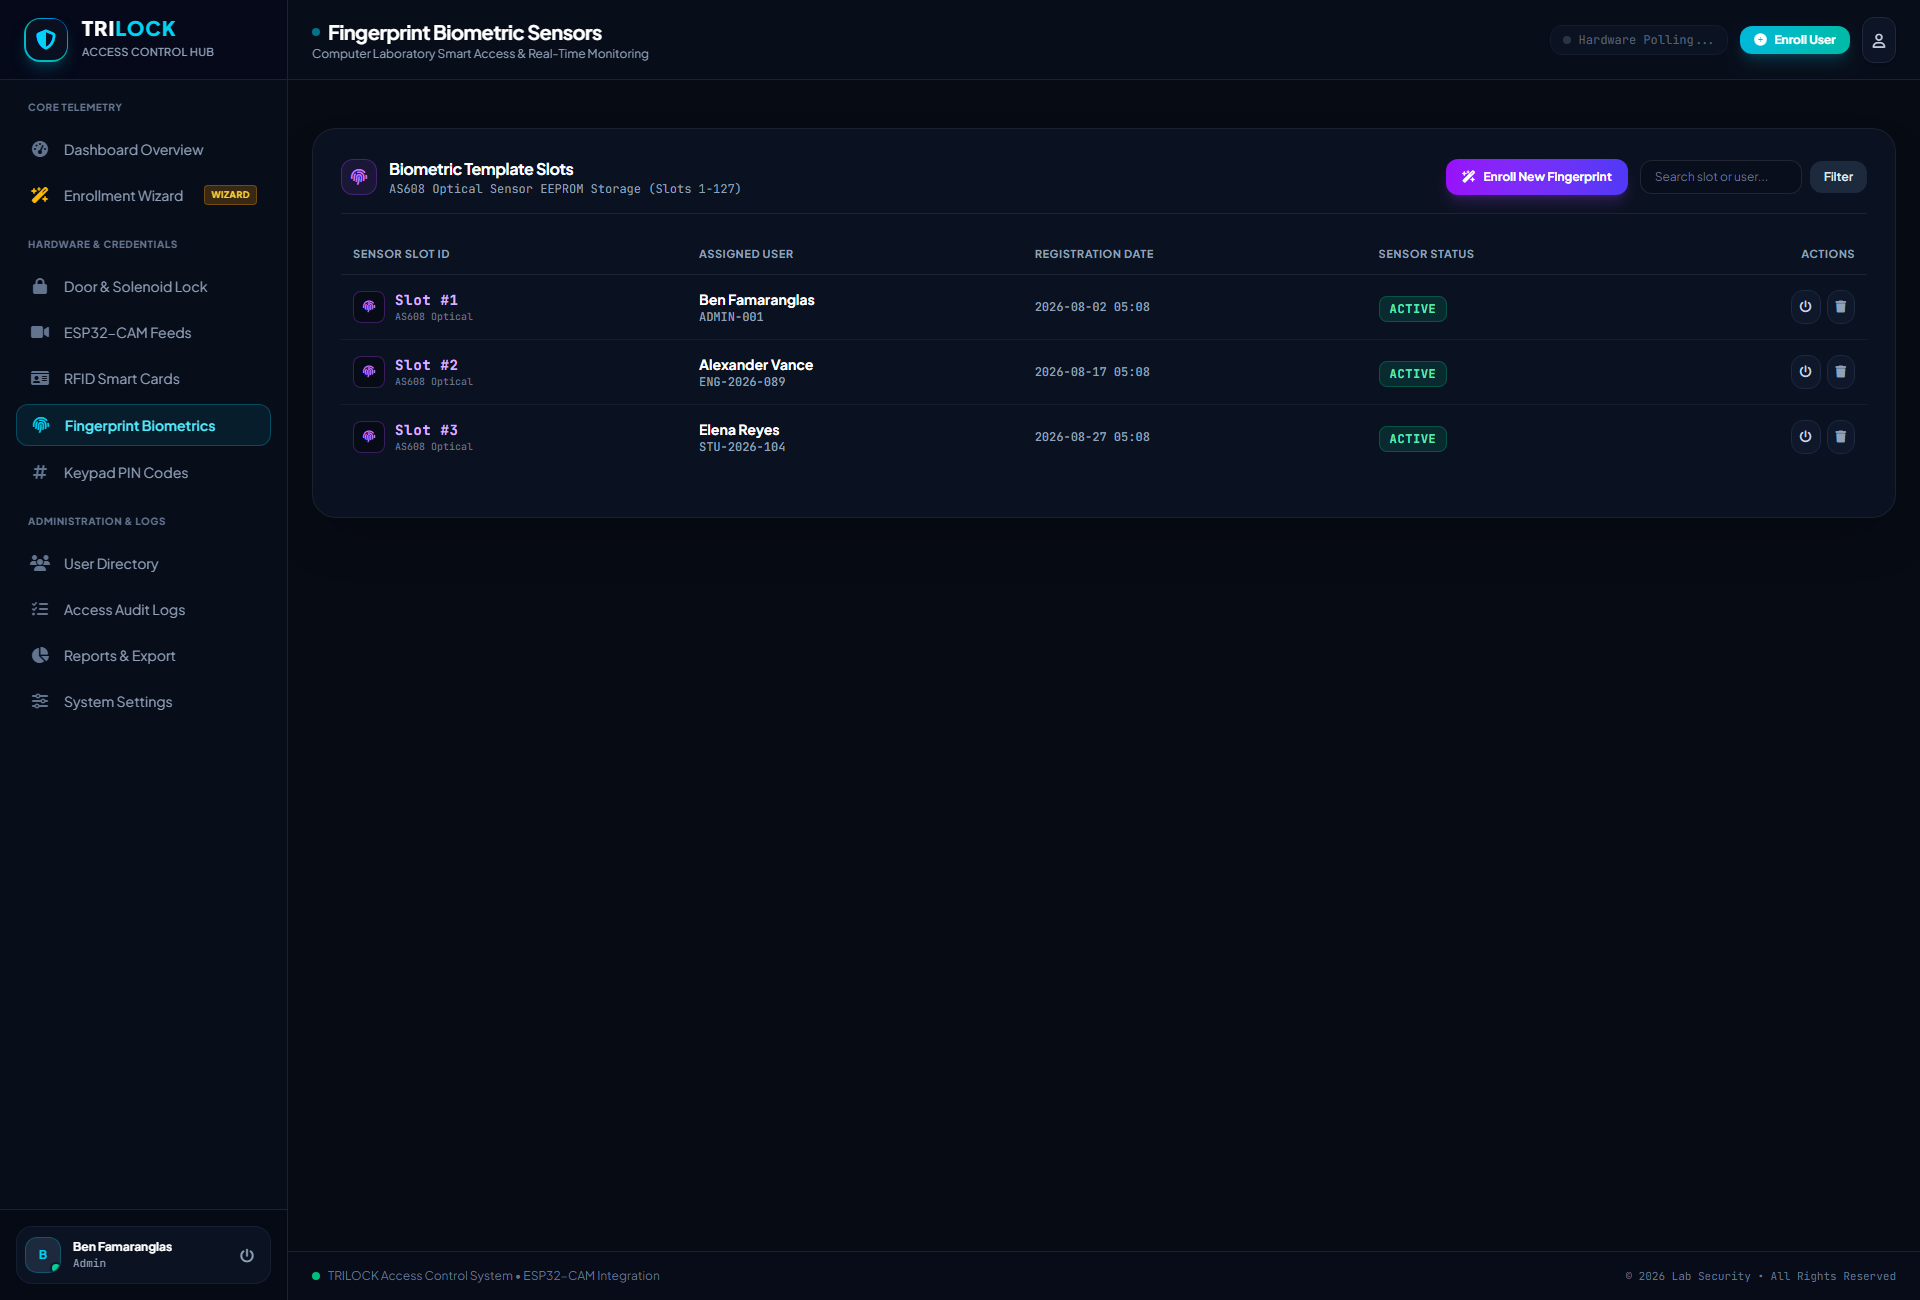 TRILOCK
ACCESS CONTROL HUB
CORE TELEMETRY
Dashboard Overview
Enrollment Wizard WIZARD
HARDWARE & CREDENTIALS
Door & Solenoid Lock
ESP32-CAM Feeds
RFID Smart Cards
Fingerprint Biometrics
Keypad PIN Codes
ADMINISTRATION & LOGS
User Directory
Access Audit Logs
Reports & Export
System Settings
B
Ben Famaranglas
Admin
Fingerprint Biometric Sensors
Computer Laboratory Smart Access & Real-Time Monitoring
Hardware Polling...
Enroll User
Biometric Template Slots
AS608 Optical Sensor EEPROM Storage (Slots 1-127)
Enroll New Fingerprint
Search slot or user...
Filter
SENSOR SLOT ID ASSIGNED USER REGISTRATION DATE SENSOR STATUS ACTIONS
Slot #1
AS608 Optical
Ben Famaranglas
ADMIN-001
2026-08-02 05:08
ACTIVE
Slot #2
AS608 Optical
Alexander Vance
ENG-2026-089
2026-08-17 05:08
ACTIVE
Slot #3
AS608 Optical
Elena Reyes
STU-2026-104
2026-08-27 05:08
ACTIVE
TRILOCK Access Control System • ESP32-CAM Integration
© 2026 Lab Security • All Rights Reserved